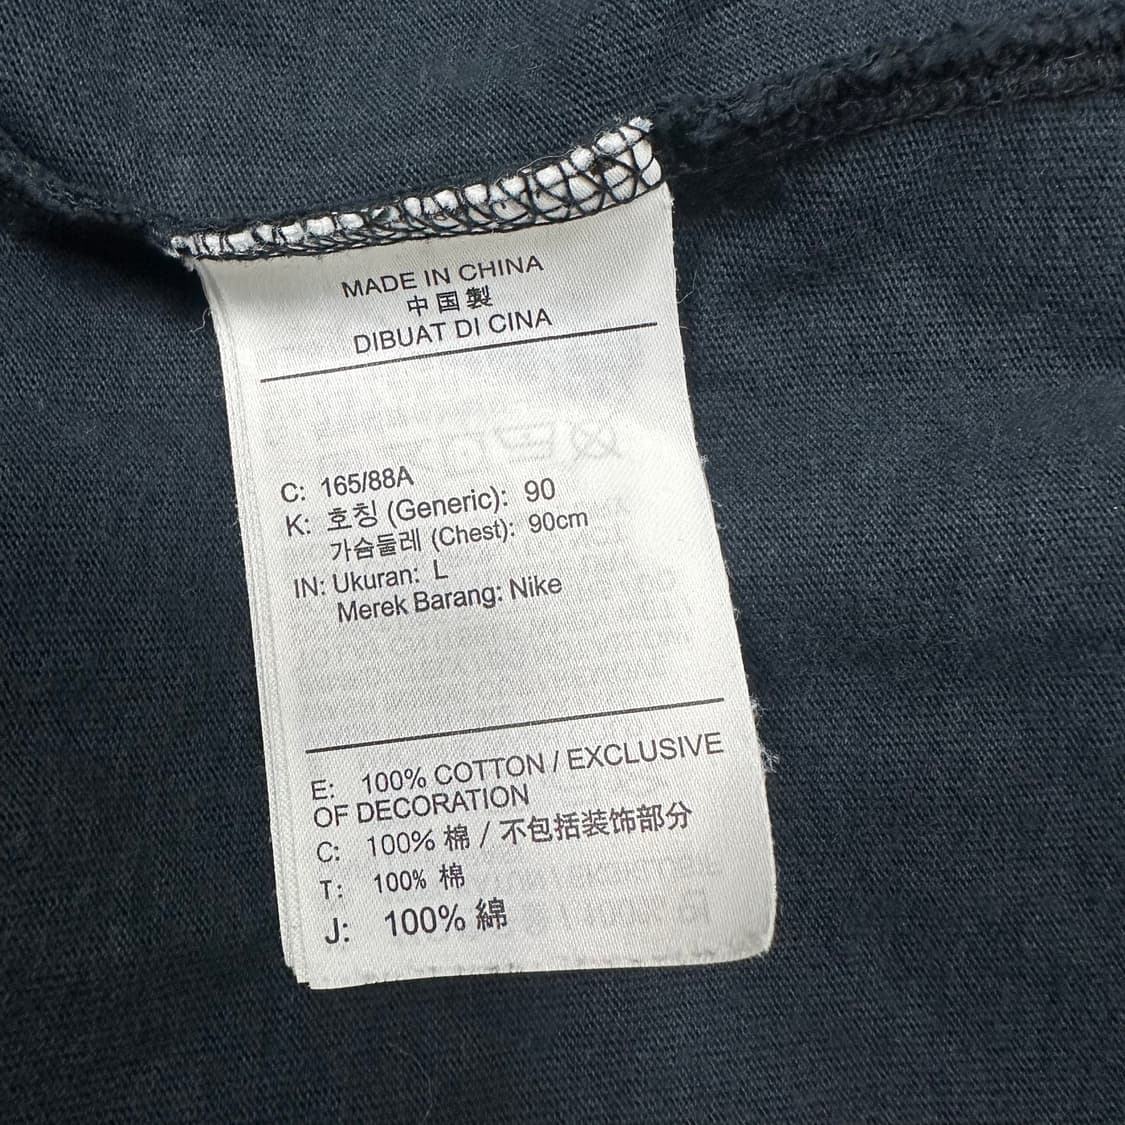 MADE IN CHINA
中国製
DIBUAT DI CINA
C: 165/88A
K: 호칭 (Generic): 90
가슴둘레 (Chest): 90cm
IN: Ukuran: L
Merek Barang: Nike
E: 100% COTTON / EXCLUSIVE
OF DECORATION
C: 100% 棉 / 不包括装饰部分
T: 100% 棉
J: 100% 綿